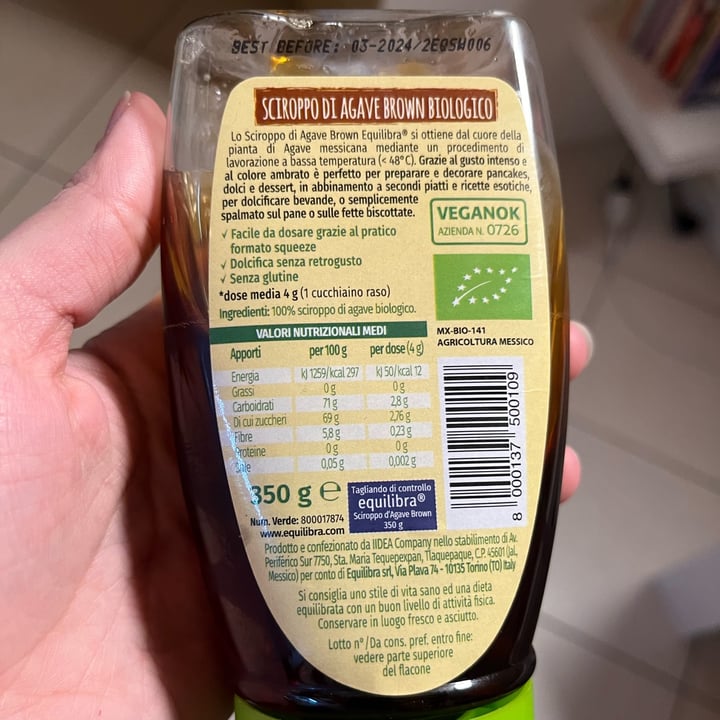 BEST BEFORE: 03-2024/2EQSW006
SCIROPPO DI AGAVE BROWN BIOLOGICO
Lo Sciroppo di Agave Brown Equilibra® si ottiene dal cuore della
pianta di Agave messicana mediante un procedimento di
lavorazione a bassa temperatura (< 48°C). Grazie al gusto intenso e
al colore ambrato è perfetto per preparare e decorare pancakes,
dolci e dessert, in abbinamento a secondi piatti e ricette esotiche,
per dolcificare bevande, o semplicemente
spalmato sul pane o sulle fette biscottate.
VEGANOK
AZIENDA N. 0726
✓ Facile da dosare grazie al pratico
formato squeeze
✓ Dolcifica senza retrogusto
✓ Senza glutine
*dose media 4 g (1 cucchiaino raso)
Ingredienti: 100% sciroppo di agave biologico.
MX-BIO-141
AGRICOLTURA MESSICO
VALORI NUTRIZIONALI MEDI
Apporti per 100 g per dose (4 g)
Energia kJ 1259/kcal 297 kJ 50/kcal 12
Grassi 0 g 0 g
Carboidrati 71 g 2,8 g
Di cui zuccheri 69 g 2,76 g
Fibre 5,8 g 0,23 g
Proteine 0 g 0 g
Sale 0,05 g 0,002 g
350 g ℮
Tagliando di controllo
equilibra®
Sciroppo d'Agave Brown
350 g
Num. Verde: 800017874
www.equilibra.com
8 000137 500109
Prodotto e confezionato da IIDEA Company nello stabilimento di Av.
Periférico Sur 7750, Sta. Maria Tequepexpan, Tlaquepaque, C.P. 45601 (Jal.,
Messico) per conto di Equilibra srl, Via Plava 74 - 10135 Torino (TO) Italy
Si consiglia uno stile di vita sano ed una dieta
equilibrata con un buon livello di attività fisica.
Conservare in luogo fresco e asciutto.
Lotto n°/Da cons. pref. entro fine:
vedere parte superiore
del flacone